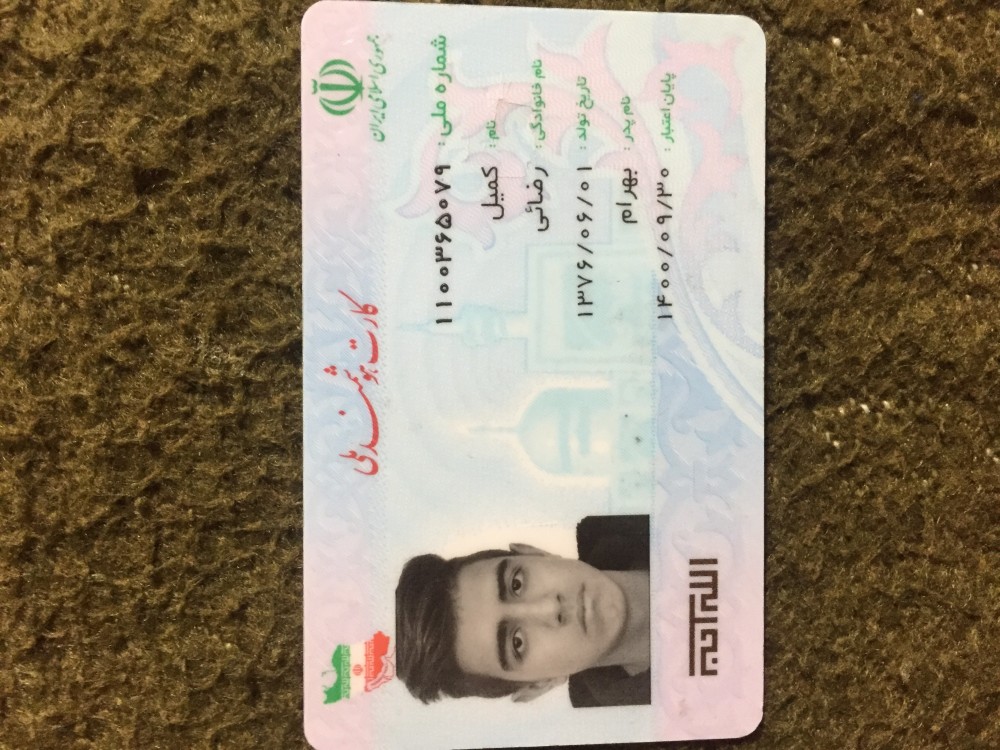 جمهوری اسلامی ایران
کارت هوشمند ملی
شماره ملی : ۱۱۰۰۳۶۵۰۷۹
نام : کمیل
نام خانوادگی : رضائی
تاریخ تولد : ۱۳۷۶/۰۶/۰۱
نام پدر : بهرام
پایان اعتبار : ۱۴۰۰/۰۹/۳۰